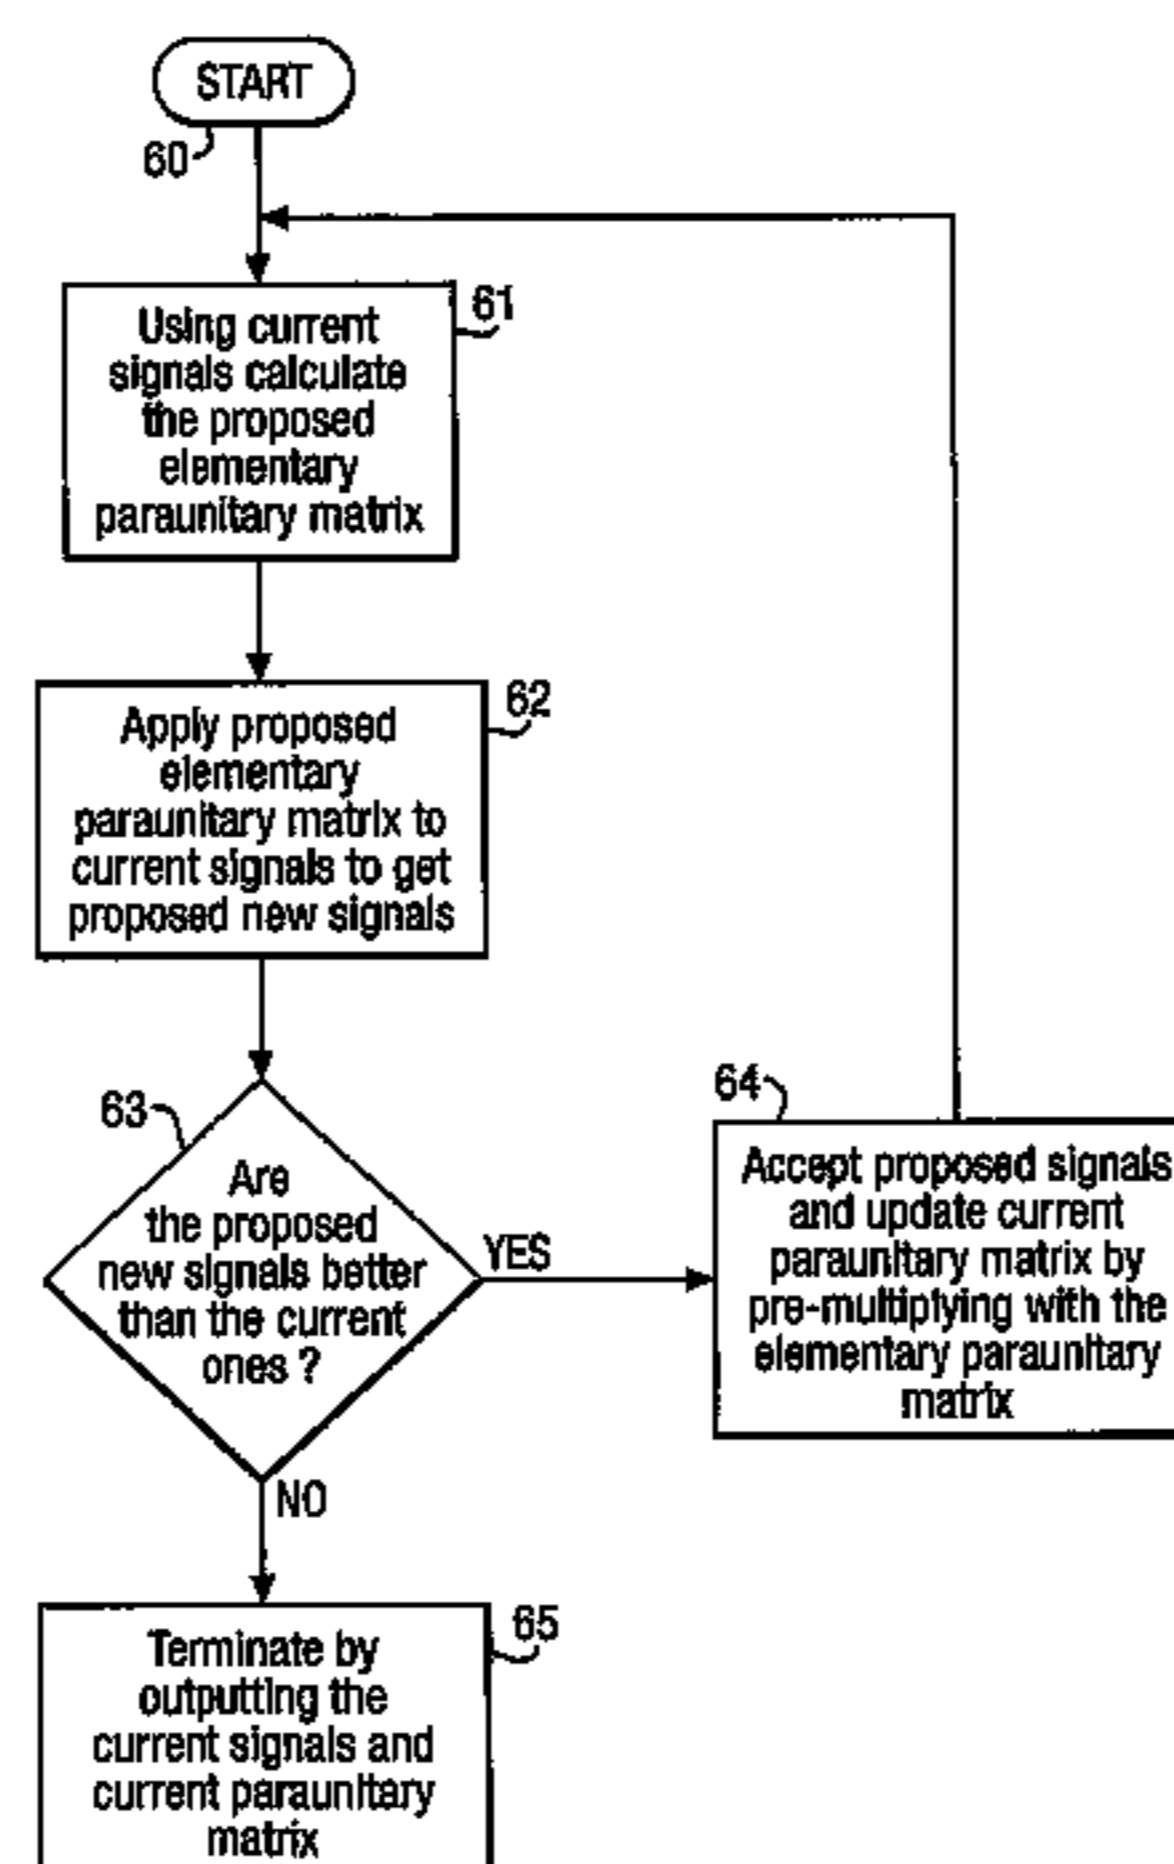 START
60
61
Using current
signals calculate
the proposed
elementary
paraunitary matrix
62
Apply proposed
elementary
paraunitary matrix to
current signals to get
proposed new signals
63
Are
the proposed
new signals better
than the current
ones ?
YES
64
Accept proposed signals
and update current
paraunitary matrix by
pre-multiplying with the
elementary paraunitary
matrix
NO
65
Terminate by
outputting the
current signals and
current paraunitary
matrix